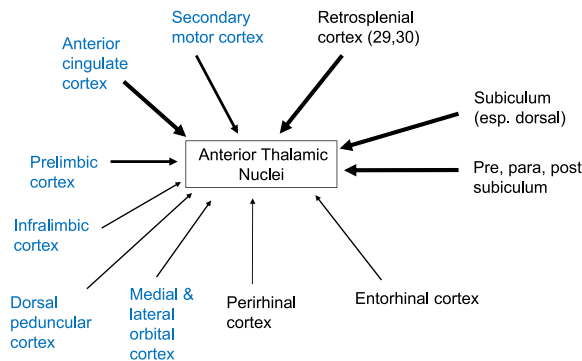 Secondary
motor cortex
Retrosplenial
cortex (29,30)
Anterior
cingulate
cortex
Subiculum
(esp. dorsal)
Anterior Thalamic
Nuclei
Prelimbic
cortex
Pre, para, post
subiculum
Infralimbic
cortex
Dorsal
peduncular
cortex
Medial &
lateral
orbital
cortex
Perirhinal
cortex
Entorhinal cortex